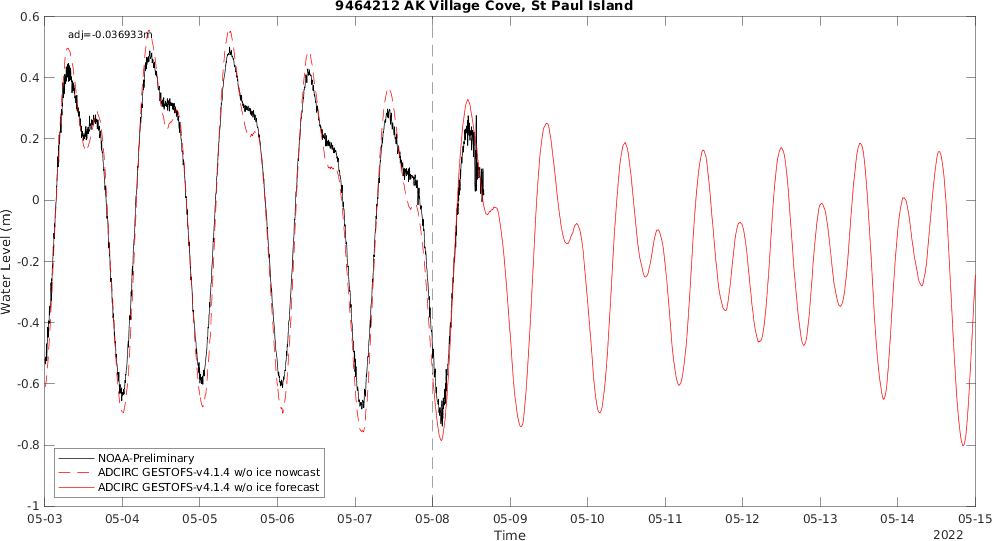 9464212 AK Village Cove, St Paul Island
adj=-0.036933m
0.6
0.4
0.2
0
-0.2
-0.4
-0.6
-0.8
-1
Water Level (m)
NOAA-Preliminary
ADCIRC GESTOFS-v4.1.4 w/o ice nowcast
ADCIRC GESTOFS-v4.1.4 w/o ice forecast
05-03 05-04 05-05 05-06 05-07 05-08 05-09 05-10 05-11 05-12 05-13 05-14 05-15
Time
2022